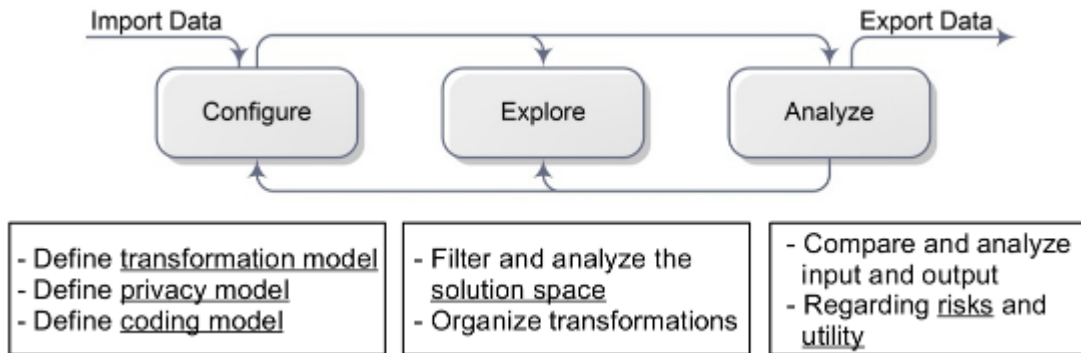 Import Data
Export Data
Configure
Explore
Analyze
- Define transformation model
- Define privacy model
- Define coding model
- Filter and analyze the
solution space
- Organize transformations
- Compare and analyze
input and output
- Regarding risks and
utility